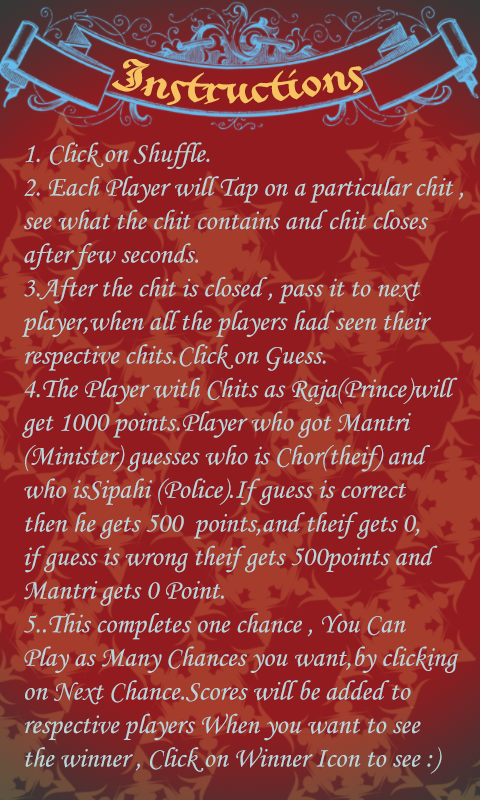 Instructions
1. Click on Shuffle.
2. Each Player will Tap on a particular chit ,
see what the chit contains and chit closes
after few seconds.
3.After the chit is closed , pass it to next
player,when all the players had seen their
respective chits.Click on Guess.
4.The Player with Chits as Raja(Prince)will
get 1000 points.Player who got Mantri
(Minister) guesses who is Chor(theif) and
who isSipahi (Police).If guess is correct
then he gets 500  points,and theif gets 0,
if guess is wrong theif gets 500points and
Mantri gets 0 Point.
5..This completes one chance , You Can
Play as Many Chances you want,by clicking
on Next Chance.Scores will be added to
respective players When you want to see
the winner , Click on Winner Icon to see :)